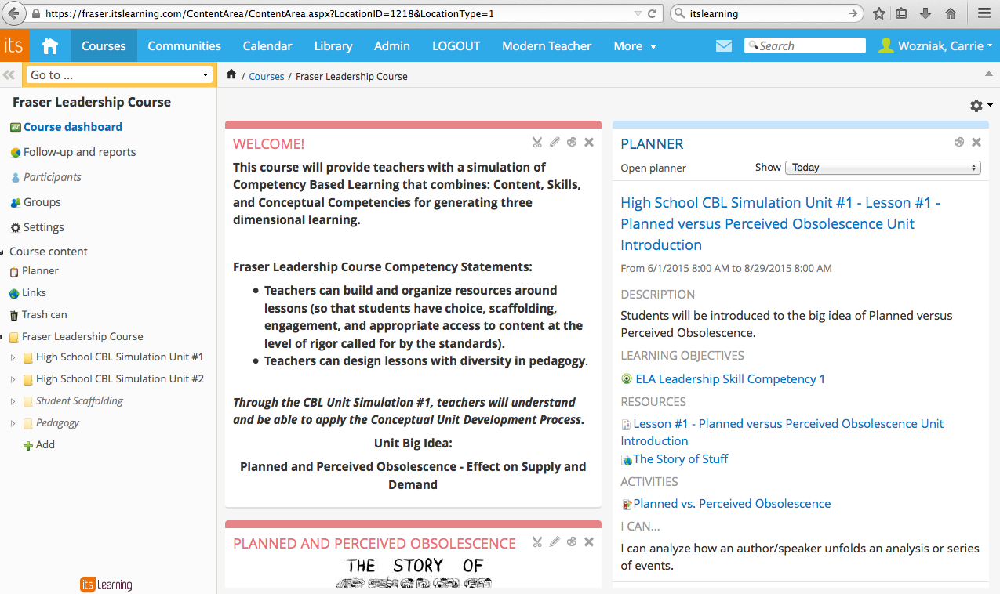 https://fraser.itslearning.com/ContentArea/ContentArea.aspx?LocationID=1218&LocationType=1
itslearning
its
Courses
Communities
Calendar
Library
Admin
LOGOUT
Modern Teacher
More
Search
Wozniak, Carrie
Go to ...
/ Courses / Fraser Leadership Course
Fraser Leadership Course
ABC
Course dashboard
Follow-up and reports
Participants
Groups
Settings
Course content
Planner
Links
Trash can
Fraser Leadership Course
High School CBL Simulation Unit #1
High School CBL Simulation Unit #2
Student Scaffolding
Pedagogy
Add
its Learning
WELCOME!
This course will provide teachers with a simulation of
Competency Based Learning that combines: Content, Skills,
and Conceptual Competencies for generating three
dimensional learning.
Fraser Leadership Course Competency Statements:
• Teachers can build and organize resources around
lessons (so that students have choice, scaffolding,
engagement, and appropriate access to content at the
level of rigor called for by the standards).
• Teachers can design lessons with diversity in pedagogy.
Through the CBL Unit Simulation #1, teachers will understand
and be able to apply the Conceptual Unit Development Process.
Unit Big Idea:
Planned and Perceived Obsolescence - Effect on Supply and
Demand
PLANNED AND PERCEIVED OBSOLESCENCE
THE STORY OF
PLANNER
Open planner
Show
Today
High School CBL Simulation Unit #1 - Lesson #1 -
Planned versus Perceived Obsolescence Unit
Introduction
From 6/1/2015 8:00 AM to 8/29/2015 8:00 AM
DESCRIPTION
Students will be introduced to the big idea of Planned versus
Perceived Obsolescence.
LEARNING OBJECTIVES
ELA Leadership Skill Competency 1
RESOURCES
Lesson #1 - Planned versus Perceived Obsolescence Unit
Introduction
The Story of Stuff
ACTIVITIES
Planned vs. Perceived Obsolescence
I CAN...
I can analyze how an author/speaker unfolds an analysis or series
of events.